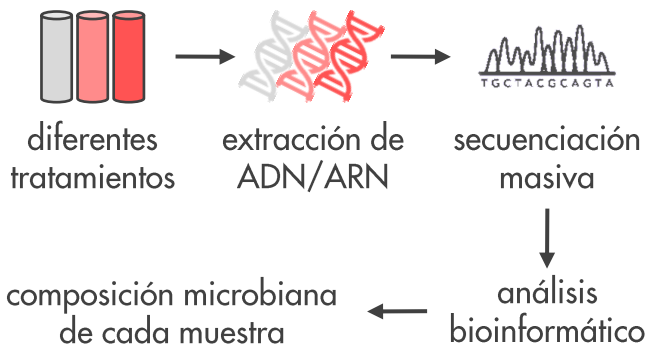 diferentes
tratamientos
extracción de
ADN/ARN
TGCTACGCAGTA
secuenciación
masiva
análisis
bioinformático
composición microbiana
de cada muestra